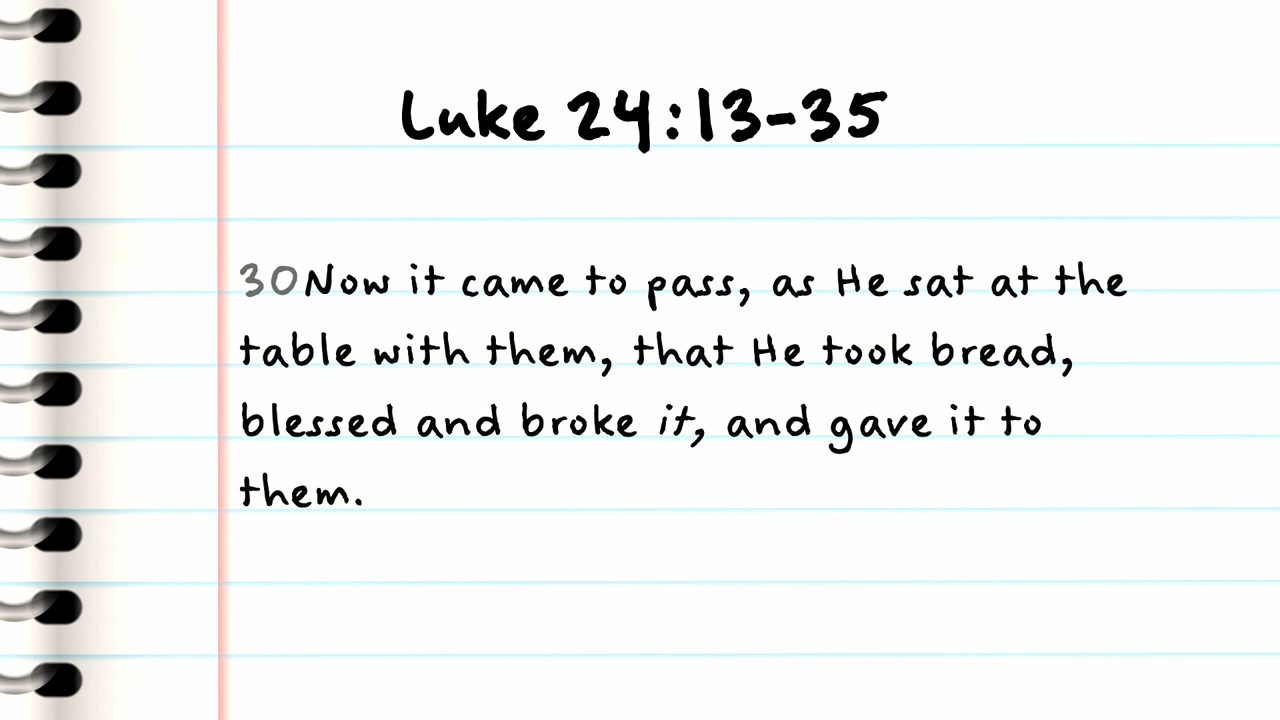 Luke 24:13-35
30Now it came to pass, as He sat at the
table with them, that He took bread,
blessed and broke it, and gave it to
them.